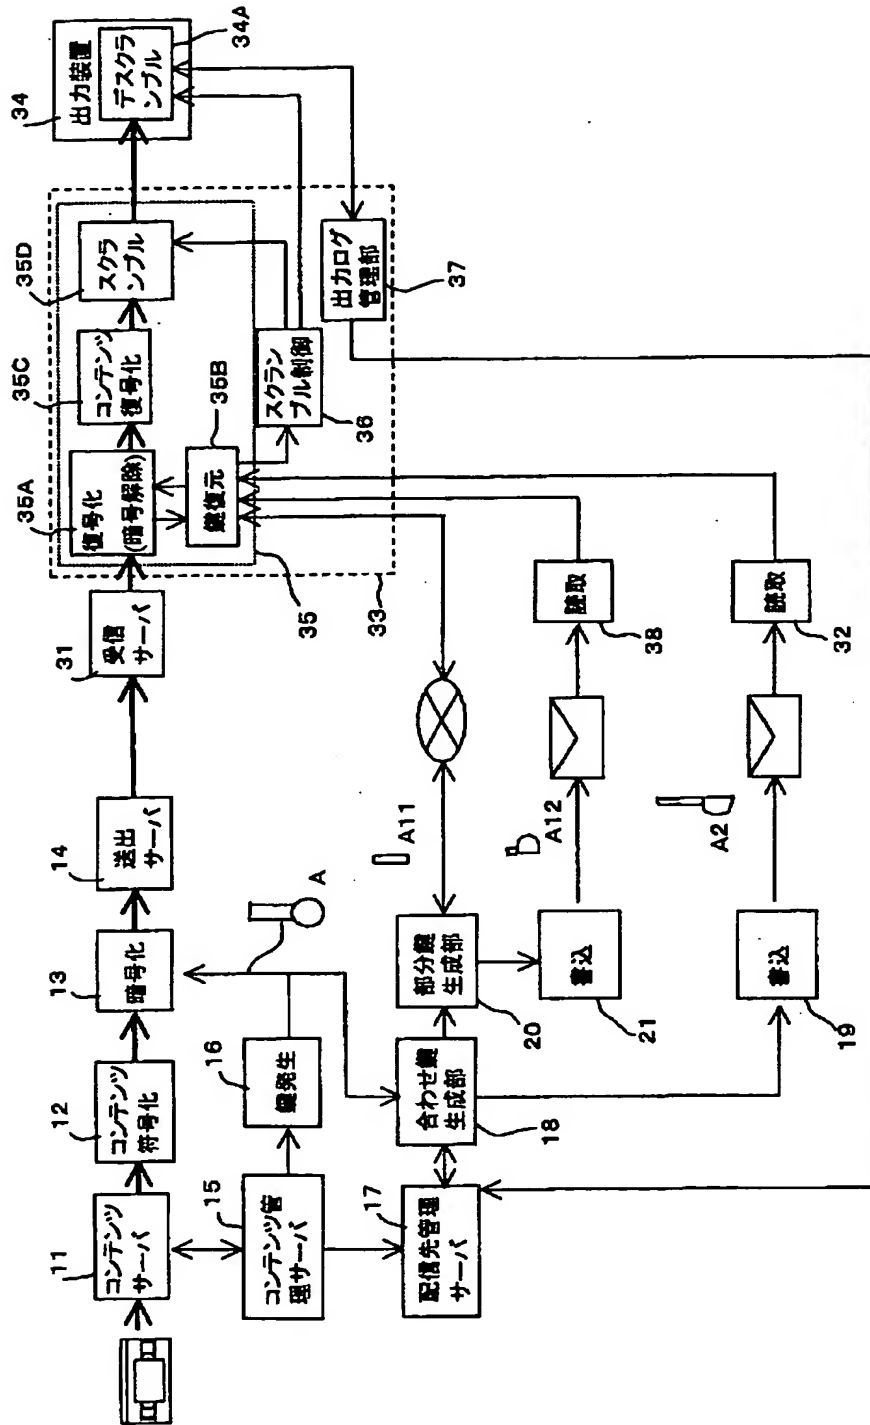 11
コンテンツ
サーバ
12
コンテンツ
符号化
13
暗号化
14
送出
サーバ
31
受信
サーバ
35A
復号化
(暗号解除)
35C
コンテンツ
復号化
35D
スクラ
ンブル
34
出力装置
デスクラ
ンブル
34A
15
コンテンツ管
理サーバ
16
鍵発生
A
35B
鍵復元
35
33
スクラン
ブル制御
36
出力ログ
管理部
37
17
配信先管理
サーバ
合わせ鍵
生成部
18
部分鍵
生成部
20
A11
書込
21
A12
読取
38
書込
19
A2
読取
32